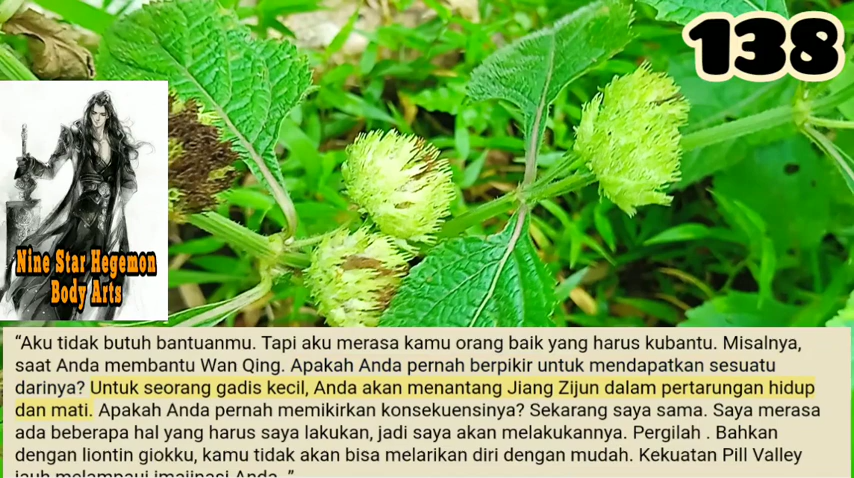 138
Nine Star Hegemon
Body Arts
“Aku tidak butuh bantuanmu. Tapi aku merasa kamu orang baik yang harus kubantu. Misalnya,
saat Anda membantu Wan Qing. Apakah Anda pernah berpikir untuk mendapatkan sesuatu
darinya? Untuk seorang gadis kecil, Anda akan menantang Jiang Zijun dalam pertarungan hidup
dan mati. Apakah Anda pernah memikirkan konsekuensinya? Sekarang saya sama. Saya merasa
ada beberapa hal yang harus saya lakukan, jadi saya akan melakukannya. Pergilah . Bahkan
dengan liontin giokku, kamu tidak akan bisa melarikan diri dengan mudah. Kekuatan Pill Valley
jauh melampaui imajinasi Anda. ”